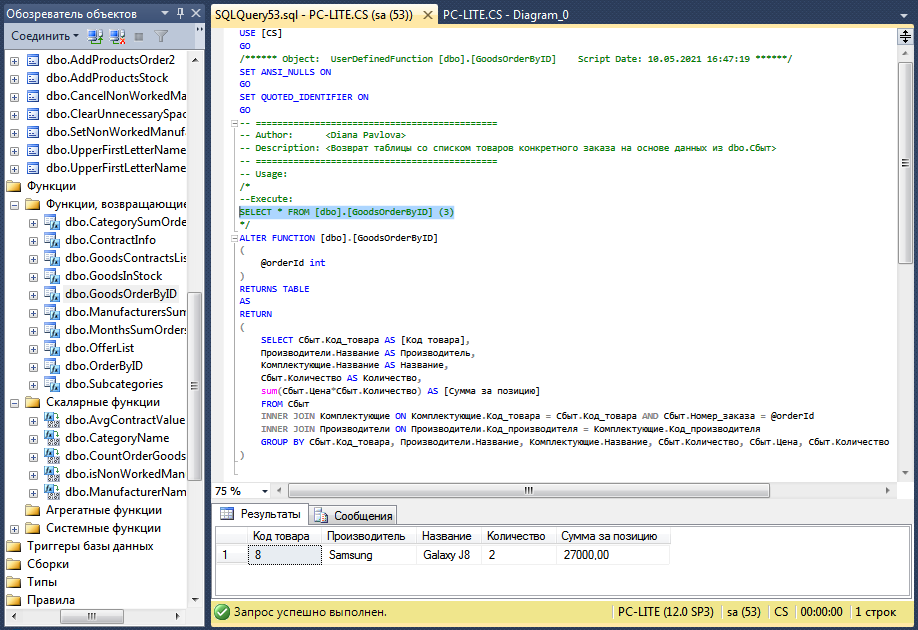 Обозреватель объектов
Соединить
dbo.AddProductsOrder2
dbo.AddProductsStock
dbo.CancelNonWorkedMa
dbo.ClearUnnecessarySpac
dbo.SetNonWorkedManuf
dbo.UpperFirstLetterName
dbo.UpperFirstLetterName
Функции
Функции, возвращающие
dbo.CategorySumOrde
dbo.ContractInfo
dbo.GoodsContractsLis
dbo.GoodsInStock
dbo.GoodsOrderByID
dbo.ManufacturersSum
dbo.MonthsSumOrders
dbo.OfferList
dbo.OrderByID
dbo.Subcategories
Скалярные функции
dbo.AvgContractValue
dbo.CategoryName
dbo.CountOrderGoods
dbo.isNonWorkedMan
dbo.ManufacturerNam
Агрегатные функции
Системные функции
Триггеры базы данных
Сборки
Типы
Правила
SQLQuery53.sql - PC-LITE.CS (sa (53))
PC-LITE.CS - Diagram_0
USE [CS]
GO
/****** Object:  UserDefinedFunction [dbo].[GoodsOrderByID]    Script Date: 10.05.2021 16:47:19 ******/
SET ANSI_NULLS ON
GO
SET QUOTED_IDENTIFIER ON
GO
-- =============================================
-- Author:      <Diana Pavlova>
-- Description: <Возврат таблицы со списком товаров конкретного заказа на основе данных из dbo.Сбыт>
-- =============================================
-- Usage:
/*
--Execute:
SELECT * FROM [dbo].[GoodsOrderByID] (3)
*/
ALTER FUNCTION [dbo].[GoodsOrderByID]
(
@orderId int
)
RETURNS TABLE
AS
RETURN
(
SELECT Сбыт.Код_товара AS [Код товара],
Производители.Название AS Производитель,
Комплектующие.Название AS Название,
Сбыт.Количество AS Количество,
sum(Сбыт.Цена*Сбыт.Количество) AS [Сумма за позицию]
FROM Сбыт
INNER JOIN Комплектующие ON Комплектующие.Код_товара = Сбыт.Код_товара AND Сбыт.Номер_заказа = @orderId
INNER JOIN Производители ON Производители.Код_производителя = Комплектующие.Код_производителя
GROUP BY Сбыт.Код_товара, Производители.Название, Комплектующие.Название, Сбыт.Количество, Сбыт.Цена, Сбыт.Количество
)
75 %
Результаты
Сообщения
Код товара Производитель Название Количество Сумма за позицию
1 8 Samsung Galaxy J8 2 27000,00
Запрос успешно выполнен.
PC-LITE (12.0 SP3) sa (53) CS 00:00:00 1 строк